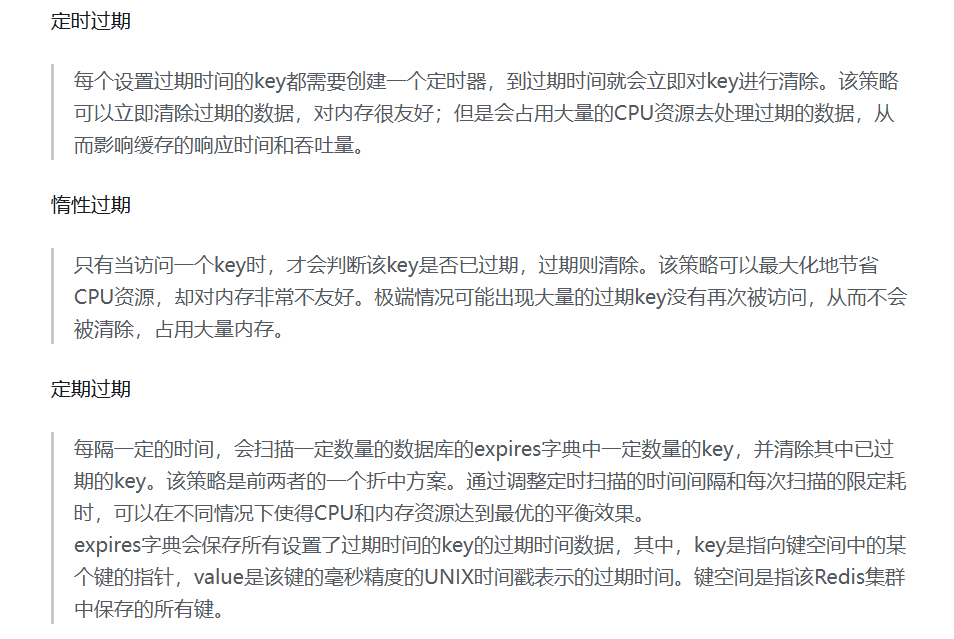 定时过期
每个设置过期时间的key都需要创建一个定时器，到过期时间就会立即对key进行清除。该策略
可以立即清除过期的数据，对内存很友好；但是会占用大量的CPU资源去处理过期的数据，从
而影响缓存的响应时间和吞吐量。
惰性过期
只有当访问一个key时，才会判断该key是否已过期，过期则清除。该策略可以最大化地节省
CPU资源，却对内存非常不友好。极端情况可能出现大量的过期key没有再次被访问，从而不会
被清除，占用大量内存。
定期过期
每隔一定的时间，会扫描一定数量的数据库的expires字典中一定数量的key，并清除其中已过
期的key。该策略是前两者的一个折中方案。通过调整定时扫描的时间间隔和每次扫描的限定耗
时，可以在不同情况下使得CPU和内存资源达到最优的平衡效果。
expires字典会保存所有设置了过期时间的key的过期时间数据，其中，key是指向键空间中的某
个键的指针，value是该键的毫秒精度的UNIX时间戳表示的过期时间。键空间是指该Redis集群
中保存的所有键。